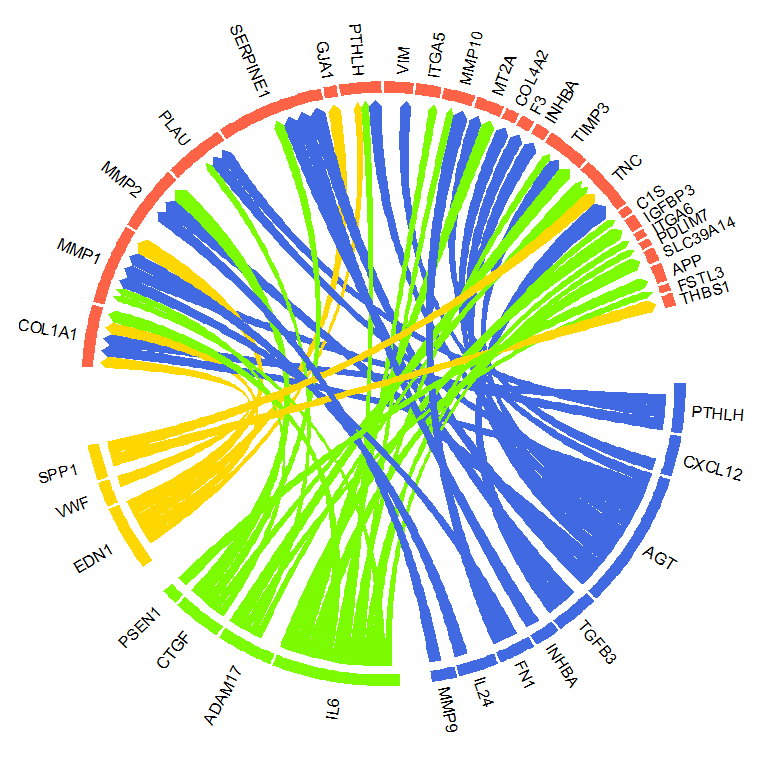 COL1A1
MMP1
MMP2
PLAU
SERPINE1
GJA1
PTHLH
VIM
ITGA5
MMP10
MT2A
COL4A2
F3
INHBA
TIMP3
TNC
C1S
IGFBP3
ITGA6
PDLIM7
SLC39A14
APP
FSTL3
THBS1
PTHLH
CXCL12
AGT
TGFB3
INHBA
FN1
IL24
MMP9
IL6
ADAM17
CTGF
PSEN1
EDN1
VWF
SPP1